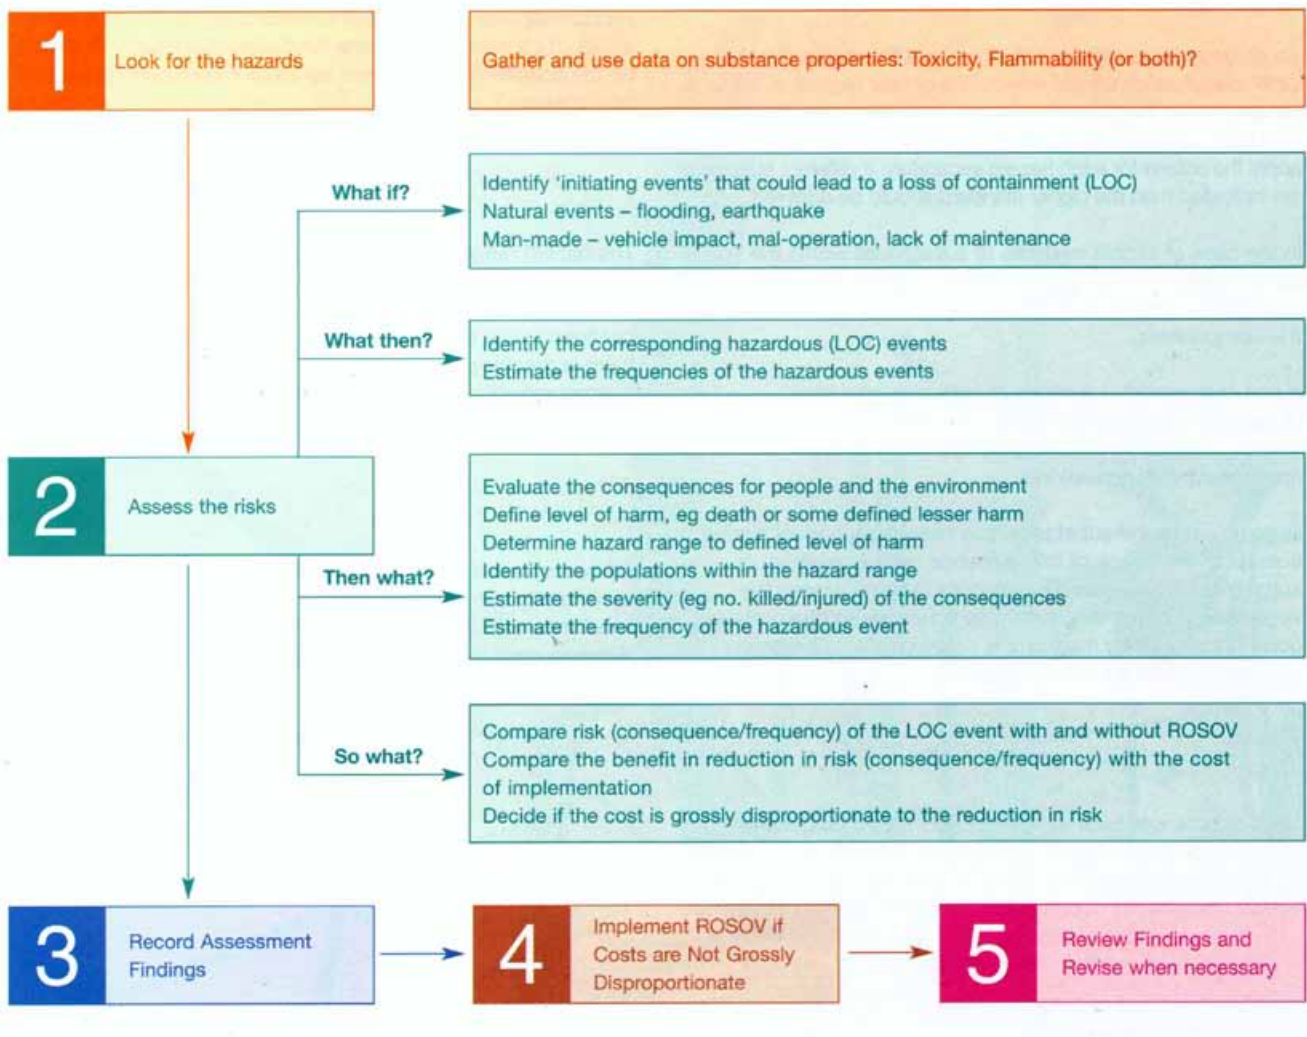 1
Look for the hazards
Gather and use data on substance properties: Toxicity, Flammability (or both)?
What if?
Identify ‘initiating events’ that could lead to a loss of containment (LOC)
Natural events – flooding, earthquake
Man-made – vehicle impact, mal-operation, lack of maintenance
What then?
Identify the corresponding hazardous (LOC) events
Estimate the frequencies of the hazardous events
2
Assess the risks
Then what?
Evaluate the consequences for people and the environment
Define level of harm, eg death or some defined lesser harm
Determine hazard range to defined level of harm
Identify the populations within the hazard range
Estimate the severity (eg no. killed/injured) of the consequences
Estimate the frequency of the hazardous event
So what?
Compare risk (consequence/frequency) of the LOC event with and without ROSOV
Compare the benefit in reduction in risk (consequence/frequency) with the cost
of implementation
Decide if the cost is grossly disproportionate to the reduction in risk
3
Record Assessment
Findings
4
Implement ROSOV if
Costs are Not Grossly
Disproportionate
5
Review Findings and
Revise when necessary